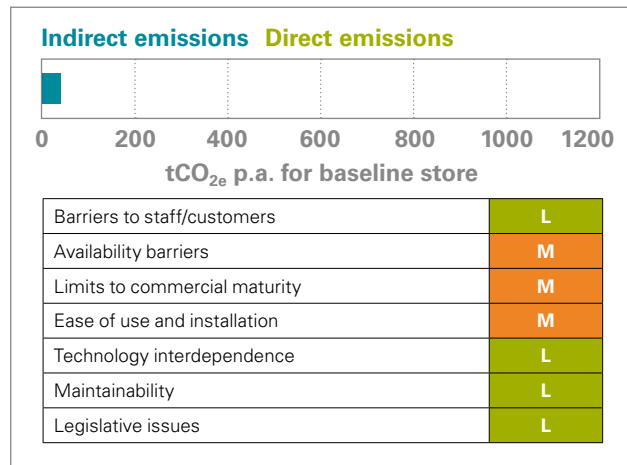 Indirect emissions Direct emissions
0 200 400 600 800 1000 1200
tCO2e p.a. for baseline store
Barriers to staff/customers L
Availability barriers M
Limits to commercial maturity M
Ease of use and installation M
Technology interdependence L
Maintainability L
Legislative issues L